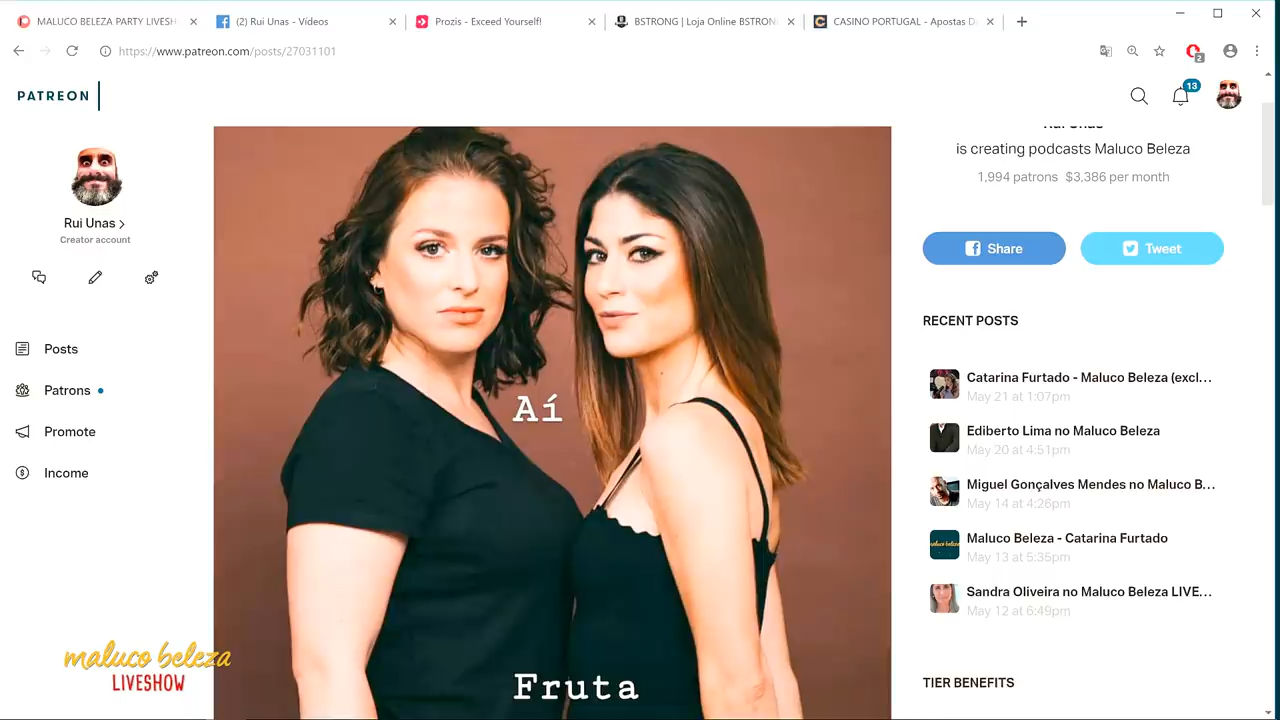 MALUCO BELEZA PARTY LIVESH
(2) Rui Unas - Vídeos
Prozis - Exceed Yourself!
BSTRONG | Loja Online BSTRON
CASINO PORTUGAL - Apostas D
https://www.patreon.com/posts/27031101
2
PATREON
13
Rui Unas
Creator account
Posts
Patrons
Promote
Income
Aí
Fruta
maluco beleza
LIVESHOW
Rui Unas
is creating podcasts Maluco Beleza
1,994 patrons $3,386 per month
Share
Tweet
RECENT POSTS
Catarina Furtado - Maluco Beleza (excl...
May 21 at 1:07pm
Ediberto Lima no Maluco Beleza
May 20 at 4:51pm
Miguel Gonçalves Mendes no Maluco B...
May 14 at 4:26pm
Maluco Beleza - Catarina Furtado
May 13 at 5:35pm
Sandra Oliveira no Maluco Beleza LIVE...
May 12 at 6:49pm
TIER BENEFITS